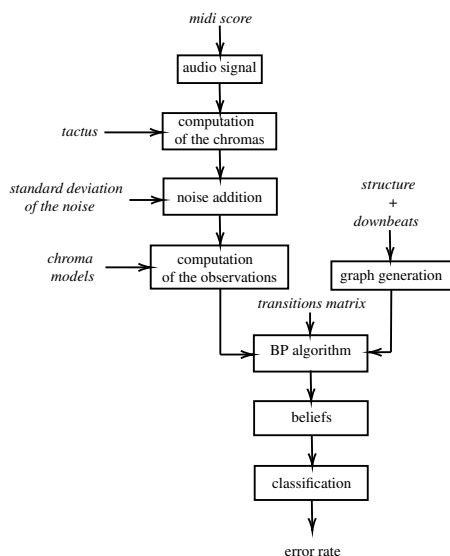 midi score
audio signal
computation
of the chromas
tactus
standard deviation
of the noise
noise addition
structure
+
downbeats
chroma
models
computation
of the observations
graph generation
transitions matrix
BP algorithm
beliefs
classification
error rate